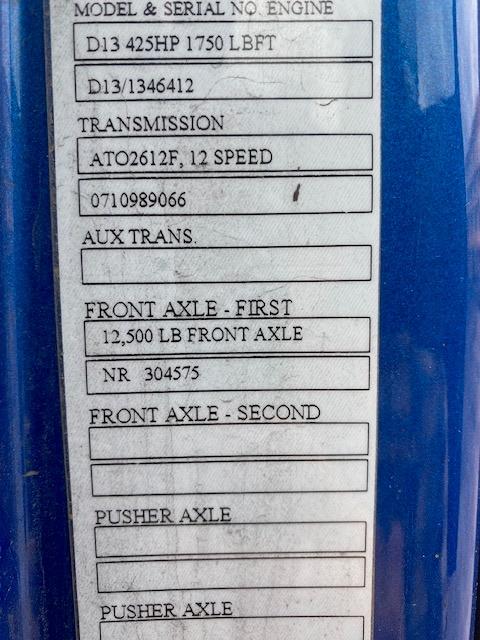 MODEL & SERIAL NO. ENGINE
D13 425HP 1750 LBFT
D13/1346412
TRANSMISSION
ATO2612F, 12 SPEED
0710989066
AUX TRANS.
FRONT AXLE - FIRST
12,500 LB FRONT AXLE
NR 304575
FRONT AXLE - SECOND
PUSHER AXLE
PUSHER AXLE